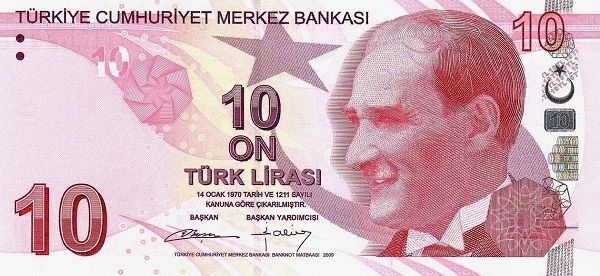 TÜRKİYE CUMHURİYET MERKEZ BANKASI
10
10
10
ON
TÜRK LİRASI
14 OCAK 1970 TARİH VE 1211 SAYILI
KANUNA GÖRE ÇIKARILMIŞTIR.
BAŞKAN BAŞKAN YARDIMCISI
10
TÜRKİYE CUMHURİYET MERKEZ BANKASI BANKNOT MATBAASI 2009
10